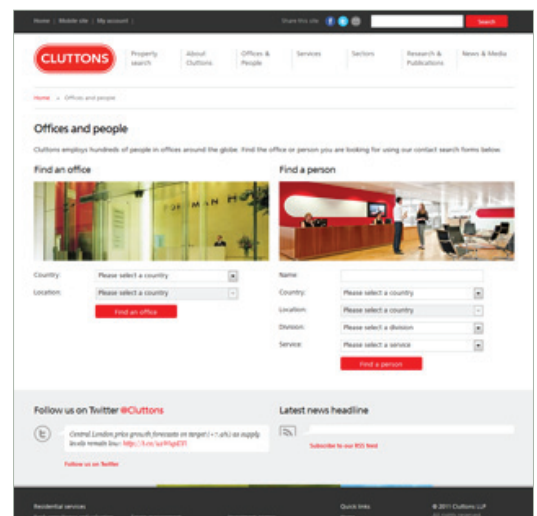 Home | Mobile site | My account |
Share this site
Search
CLUTTONS
Property search
About Cluttons
Offices & People
Services
Sectors
Research & Publications
News & Media
Home » Offices and people
Offices and people
Cluttons employs hundreds of people in offices around the globe. Find the office or person you are looking for using our contact search forms below.
Find an office
Find a person
Country: Please select a country
Location: Please select a country
Find an office
Name:
Country: Please select a country
Location: Please select a country
Division: Please select a division
Service: Please select a service
Find a person
Follow us on Twitter @Cluttons
Central London price growth forecasts on target as supply
levels remain low:
Follow us on Twitter
Latest news headline
Subscribe to our RSS feed
Residential services
Quick links
© 2011 Cluttons LLP
All rights reserved